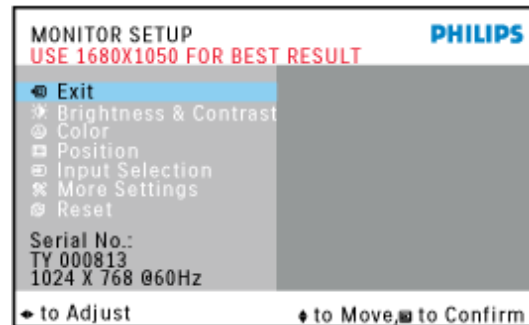 MONITOR SETUP
PHILIPS
USE 1680X1050 FOR BEST RESULT
Exit
Brightness & Contrast
Color
Position
Input Selection
More Settings
Reset
Serial No.:
TY 000813
1024 X 768 @60Hz
to Adjust
to Move, to Confirm